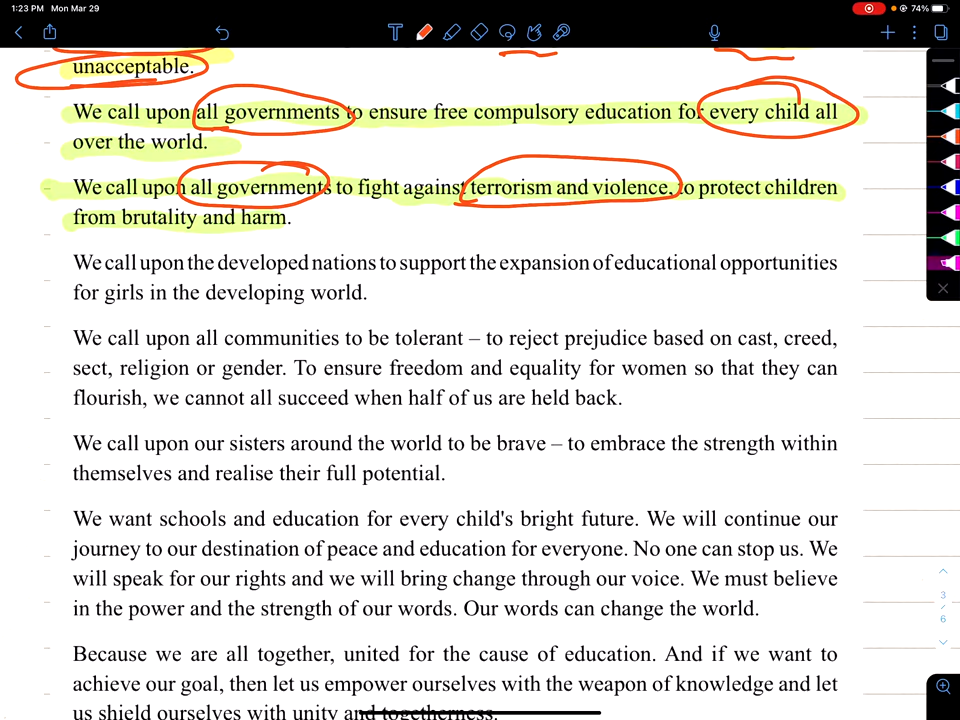 1:23 PM Mon Mar 29
74%
unacceptable.
We call upon all governments to ensure free compulsory education for every child all
over the world.
We call upon all governments to fight against terrorism and violence, to protect children
from brutality and harm.
We call upon the developed nations to support the expansion of educational opportunities
for girls in the developing world.
We call upon all communities to be tolerant – to reject prejudice based on cast, creed,
sect, religion or gender. To ensure freedom and equality for women so that they can
flourish, we cannot all succeed when half of us are held back.
We call upon our sisters around the world to be brave – to embrace the strength within
themselves and realise their full potential.
We want schools and education for every child's bright future. We will continue our
journey to our destination of peace and education for everyone. No one can stop us. We
will speak for our rights and we will bring change through our voice. We must believe
in the power and the strength of our words. Our words can change the world.
Because we are all together, united for the cause of education. And if we want to
achieve our goal, then let us empower ourselves with the weapon of knowledge and let
us shield ourselves with unity and togetherness.
3
/
6